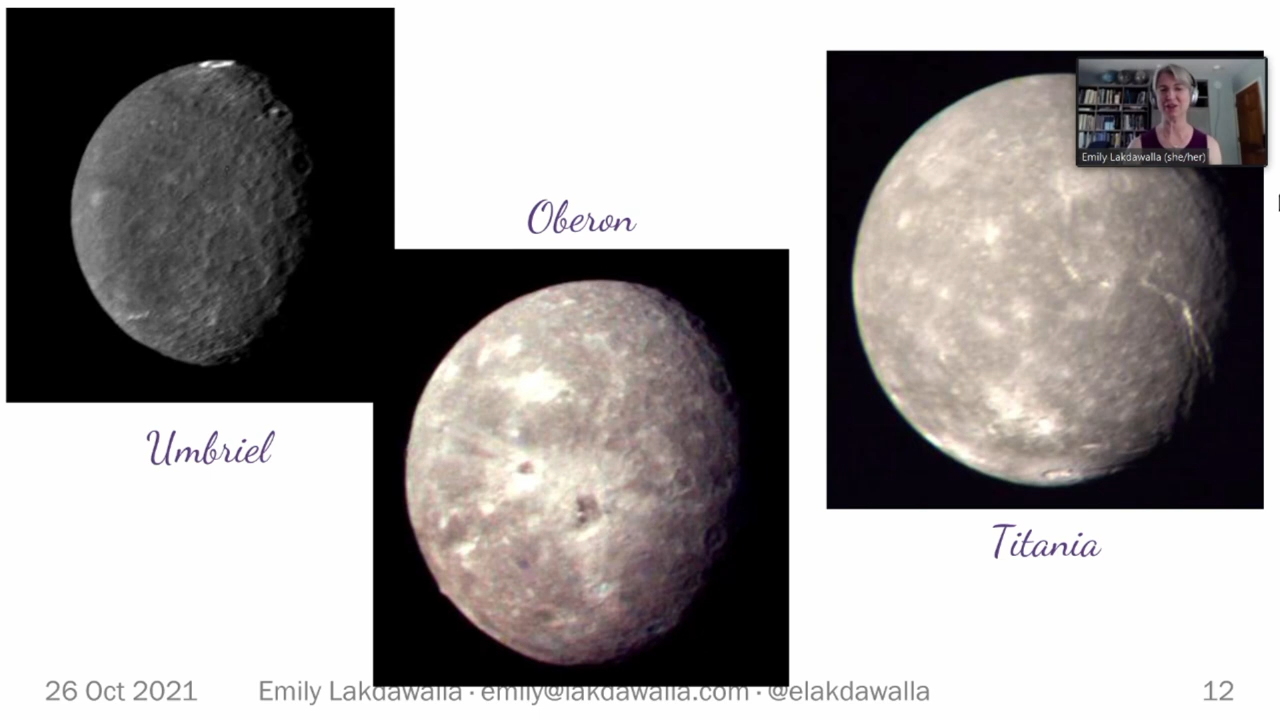 Emily Lakdawalla (she/her)
Oberon
Umbriel
Titania
26 Oct 2021
Emily Lakdawalla · emily@lakdawalla.com · @elakdawalla
12